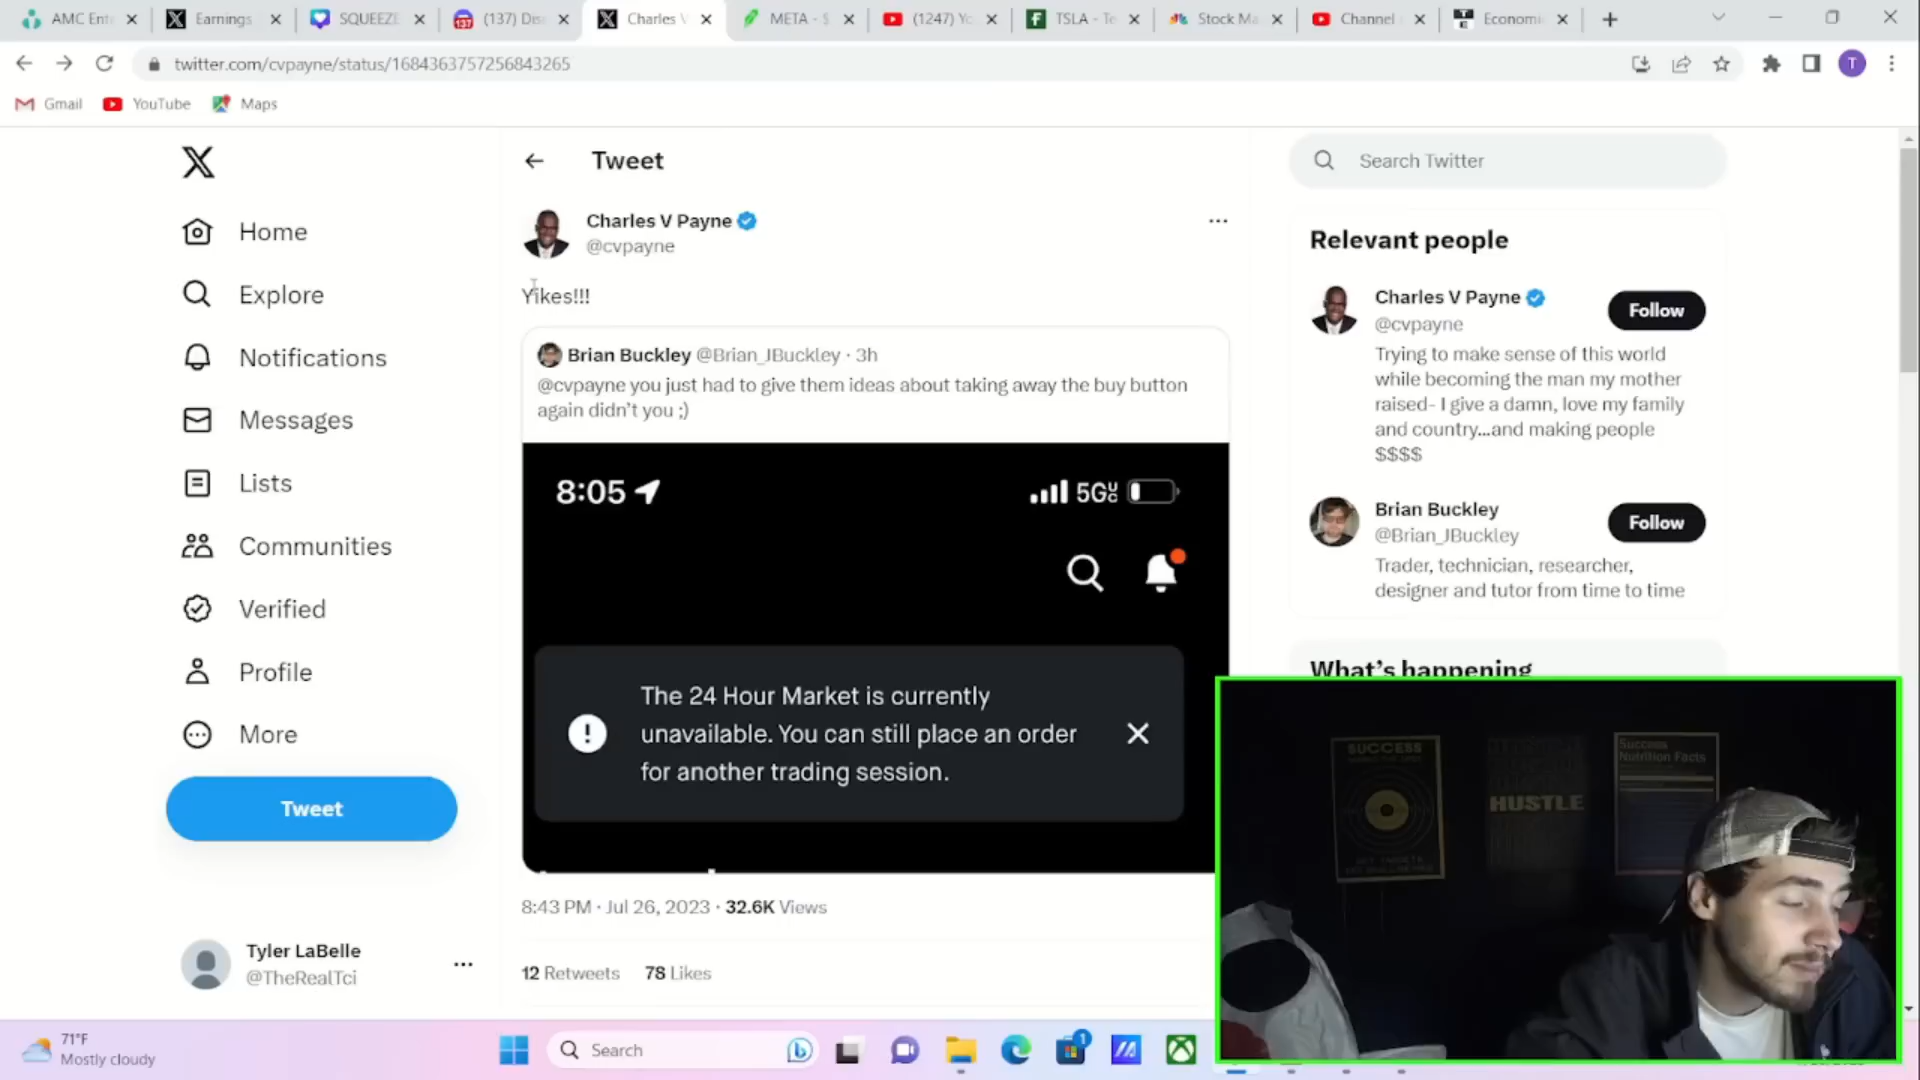 AMC Ente
Earnings
SQUEEZE
(137) Dis
Charles V
META - $
(1247) Yo
TSLA - Te
Stock Ma
Channel
Economi
twitter.com/cvpayne/status/1684363757256843265
T
Gmail
YouTube
Maps
Tweet
Search Twitter
Home
Explore
Notifications
Messages
Lists
Communities
Verified
Profile
More
Tweet
Tyler LaBelle
@TheRealTci
Charles V Payne
@cvpayne
Yikes!!!
Brian Buckley @Brian_JBuckley · 3h
@cvpayne you just had to give them ideas about taking away the buy button
again didn't you ;)
8:05
5G
The 24 Hour Market is currently
unavailable. You can still place an order
for another trading session.
8:43 PM · Jul 26, 2023 · 32.6K Views
12 Retweets 78 Likes
Relevant people
Charles V Payne
@cvpayne
Follow
Trying to make sense of this world
while becoming the man my mother
raised- I give a damn, love my family
and country...and making people
$$$$
Brian Buckley
@Brian_JBuckley
Follow
Trader, technician, researcher,
designer and tutor from time to time
What's happening
SUCCESS
HUSTLE
Success
Nutrition Facts
71°F
Mostly cloudy
Search
1